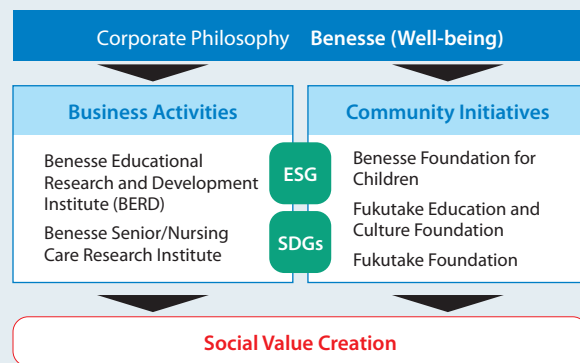 Corporate Philosophy Benesse (Well-being)
Business Activities
Benesse Educational
Research and Development
Institute (BERD)
Benesse Senior/Nursing
Care Research Institute
ESG
SDGs
Community Initiatives
Benesse Foundation for
Children
Fukutake Education and
Culture Foundation
Fukutake Foundation
Social Value Creation